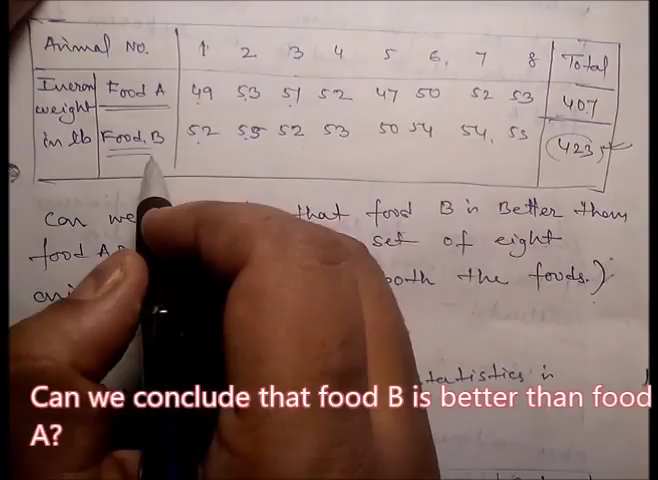 Animal No. 1 2 3 4 5 6, 7 8 Total
Food A 49 53 51 52 47 50 52 53 407
weight
in lb Food B 52 55 52 53 50 54 54, 53 423
Can we that food B is Better than
food A? set of eight
both the foods.)
statistics is
Can we conclude that food B is better than food
A?